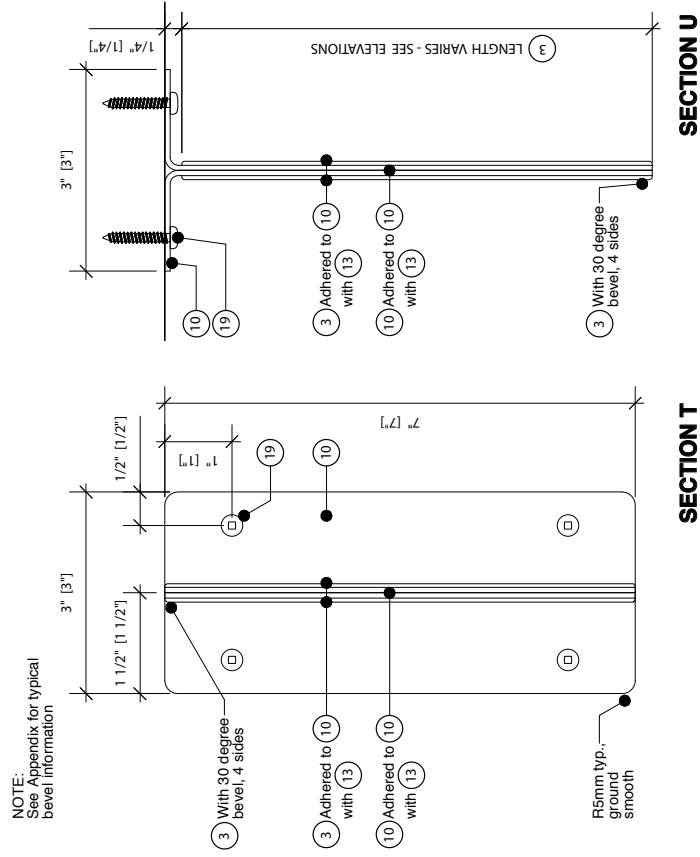 NOTE:
See Appendix for typical
bevel information
3" [3"]
1 1/2" [1 1/2"]
1/2" [1/2"]
1" [1"]
7" [7"]
19
10
3 With 30 degree
bevel, 4 sides
3 Adhered to 10
with 13
10 Adhered to 10
with 13
R5mm typ.,
ground
smooth
SECTION T
3" [3"]
1/4" [1/4"]
3 LENGTH VARIES - SEE ELEVATIONS
10
19
3 Adhered to 10
with 13
10 Adhered to 10
with 13
3 With 30 degree
bevel, 4 sides
SECTION U